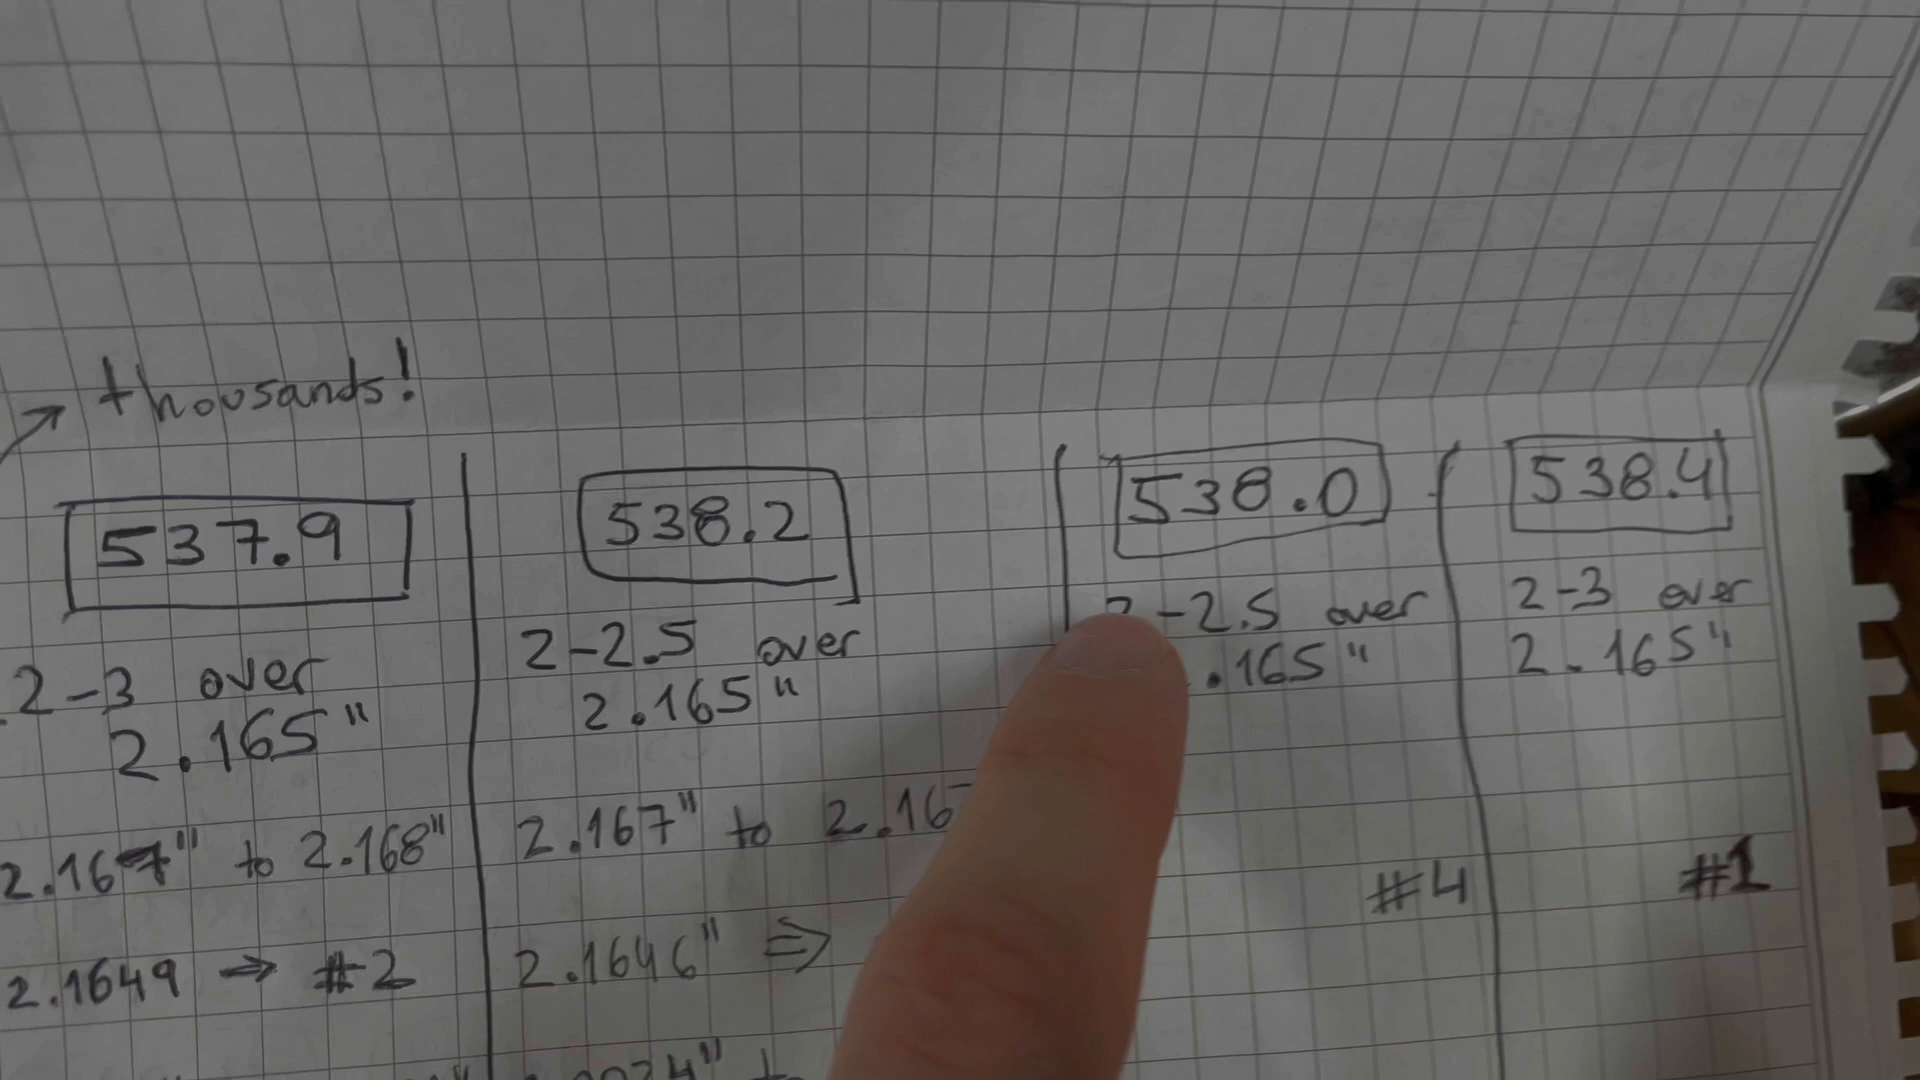 → thousands!
537.9
2-3 over
2.165"
2.167" to 2.168"
2.1649 → #2
538.2
2-2.5 over
2.165"
2.167" to
2.1646" ⇒
538.0
-2.5 over
.165"
#4
538.4
2-3 over
2.165"
#1